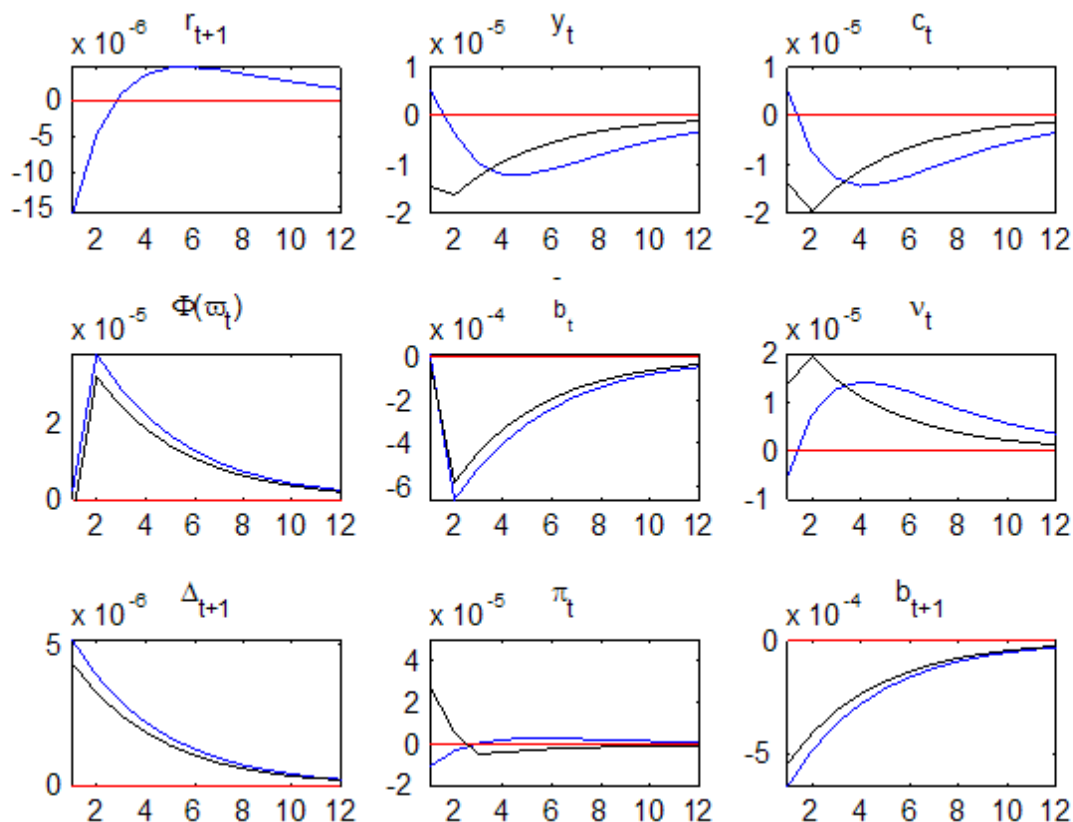 r_{t+1} y_t c_t
x 10^{-6} x 10^{-5} x 10^{-5}
0 1 1
-5 0 0
-10 -1 -1
-15 -2 -2
2 4 6 8 10 12 2 4 6 8 10 12 2 4 6 8 10 12
Φ(ϖ_t) b̄_t ν_t
x 10^{-5} x 10^{-4} x 10^{-5}
2 0 2
0 -2 1
-4 0
-6 -1
2 4 6 8 10 12 2 4 6 8 10 12 2 4 6 8 10 12
Δ_{t+1} π_t b_{t+1}
x 10^{-6} x 10^{-5} x 10^{-4}
5 4 0
0 2 -5
0
-2
2 4 6 8 10 12 2 4 6 8 10 12 2 4 6 8 10 12